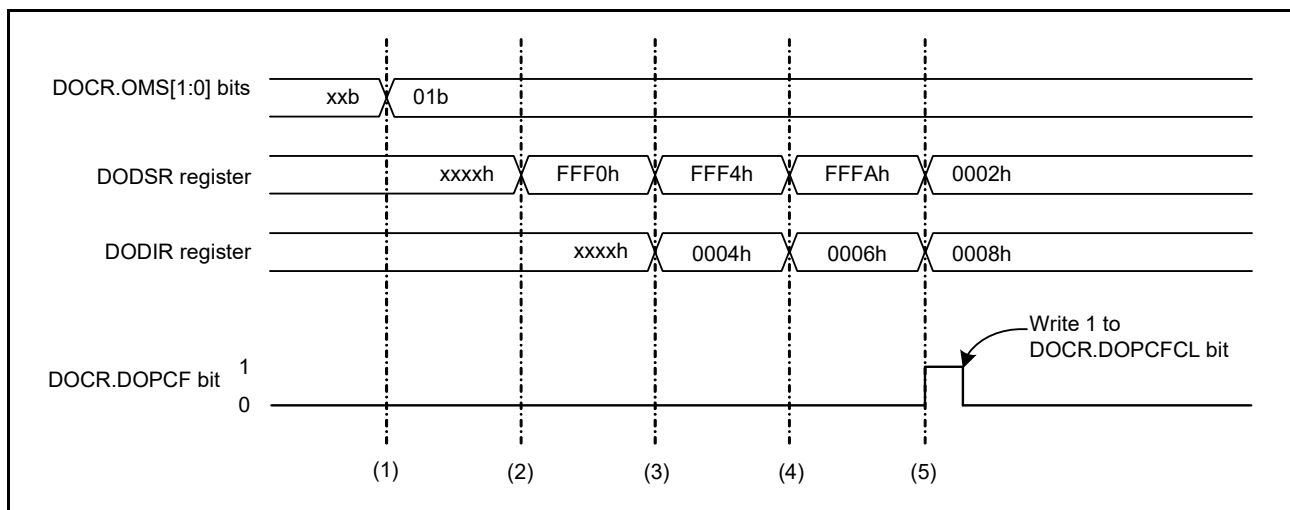 DOCR.OMS[1:0] bits xxb 01b
DODSR register xxxxh FFF0h FFF4h FFFAh 0002h
DODIR register xxxxh 0004h 0006h 0008h
Write 1 to
DOCR.DOPCFCL bit
DOCR.DOPCF bit 1
0
(1) (2) (3) (4) (5)